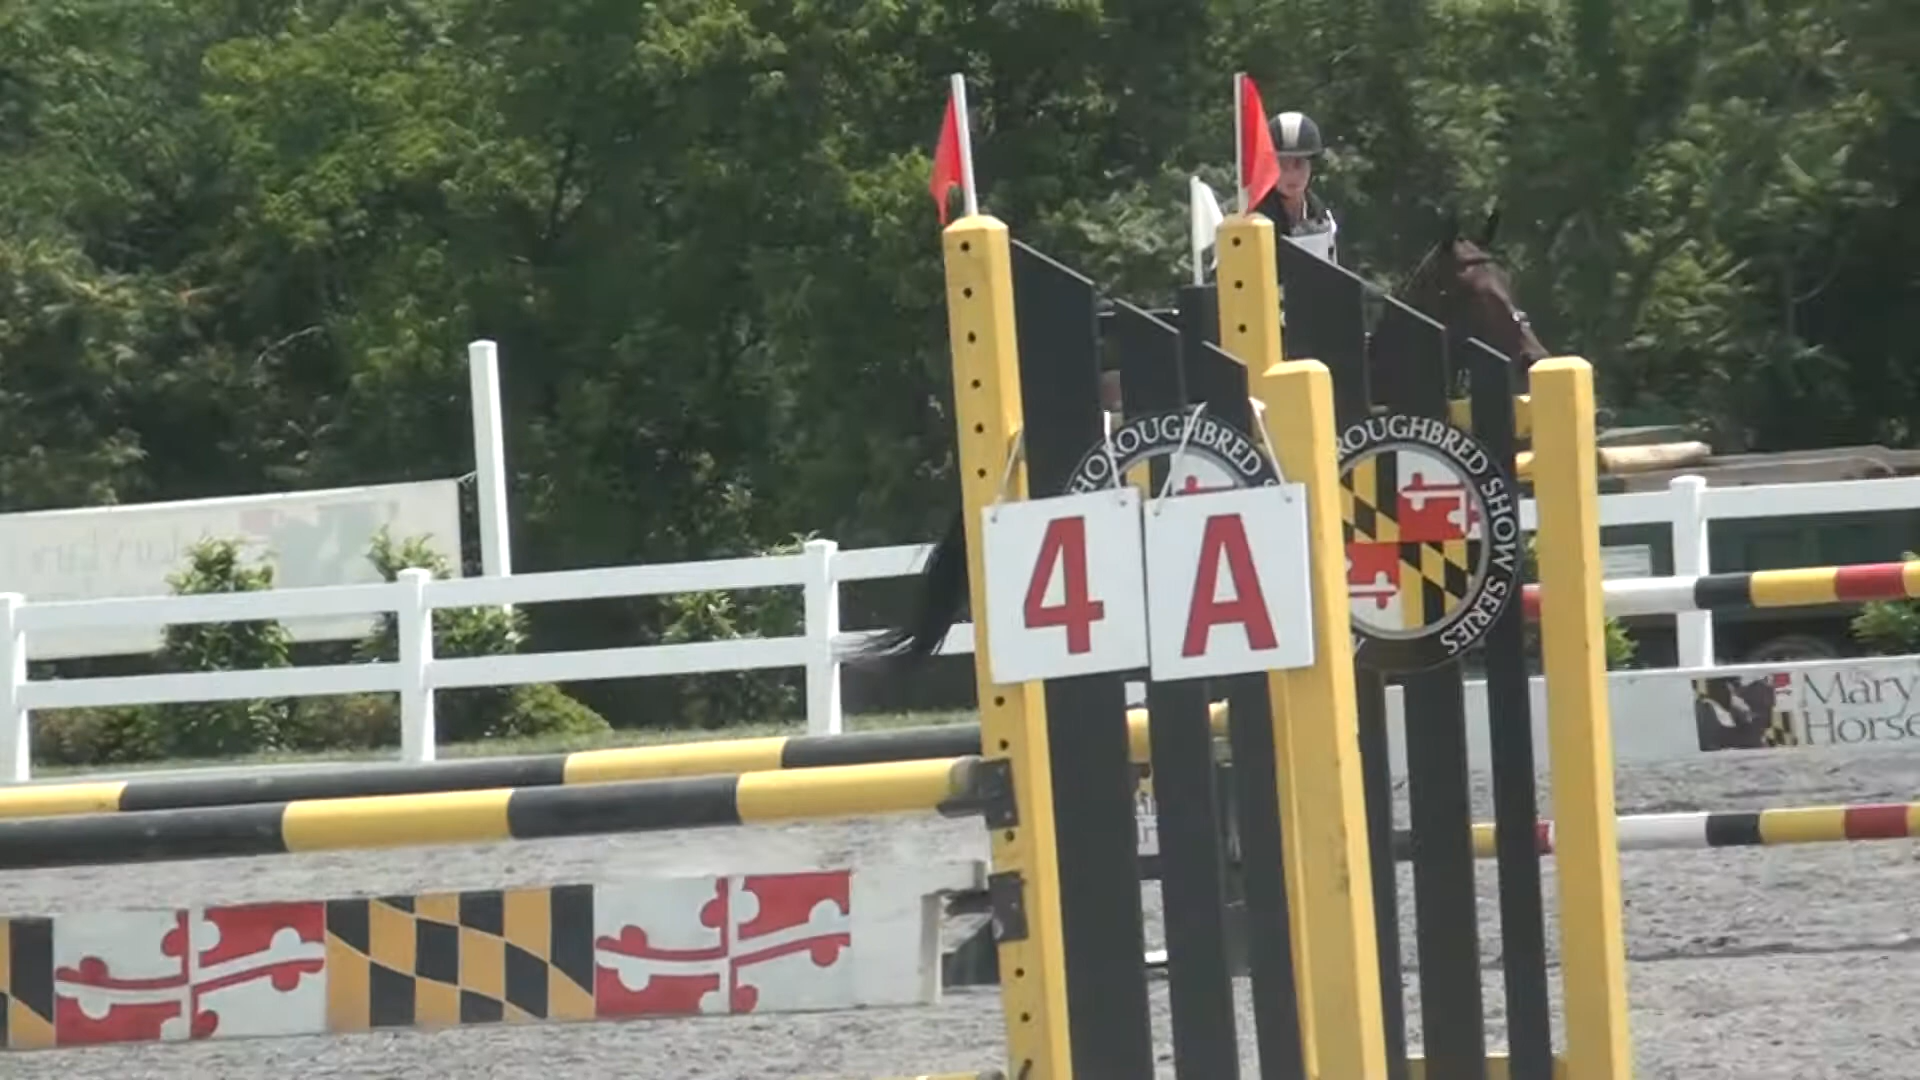 HOROUGHBRED S
ROUGHBRED SHOW SERIES
4 A
Mary
Horse